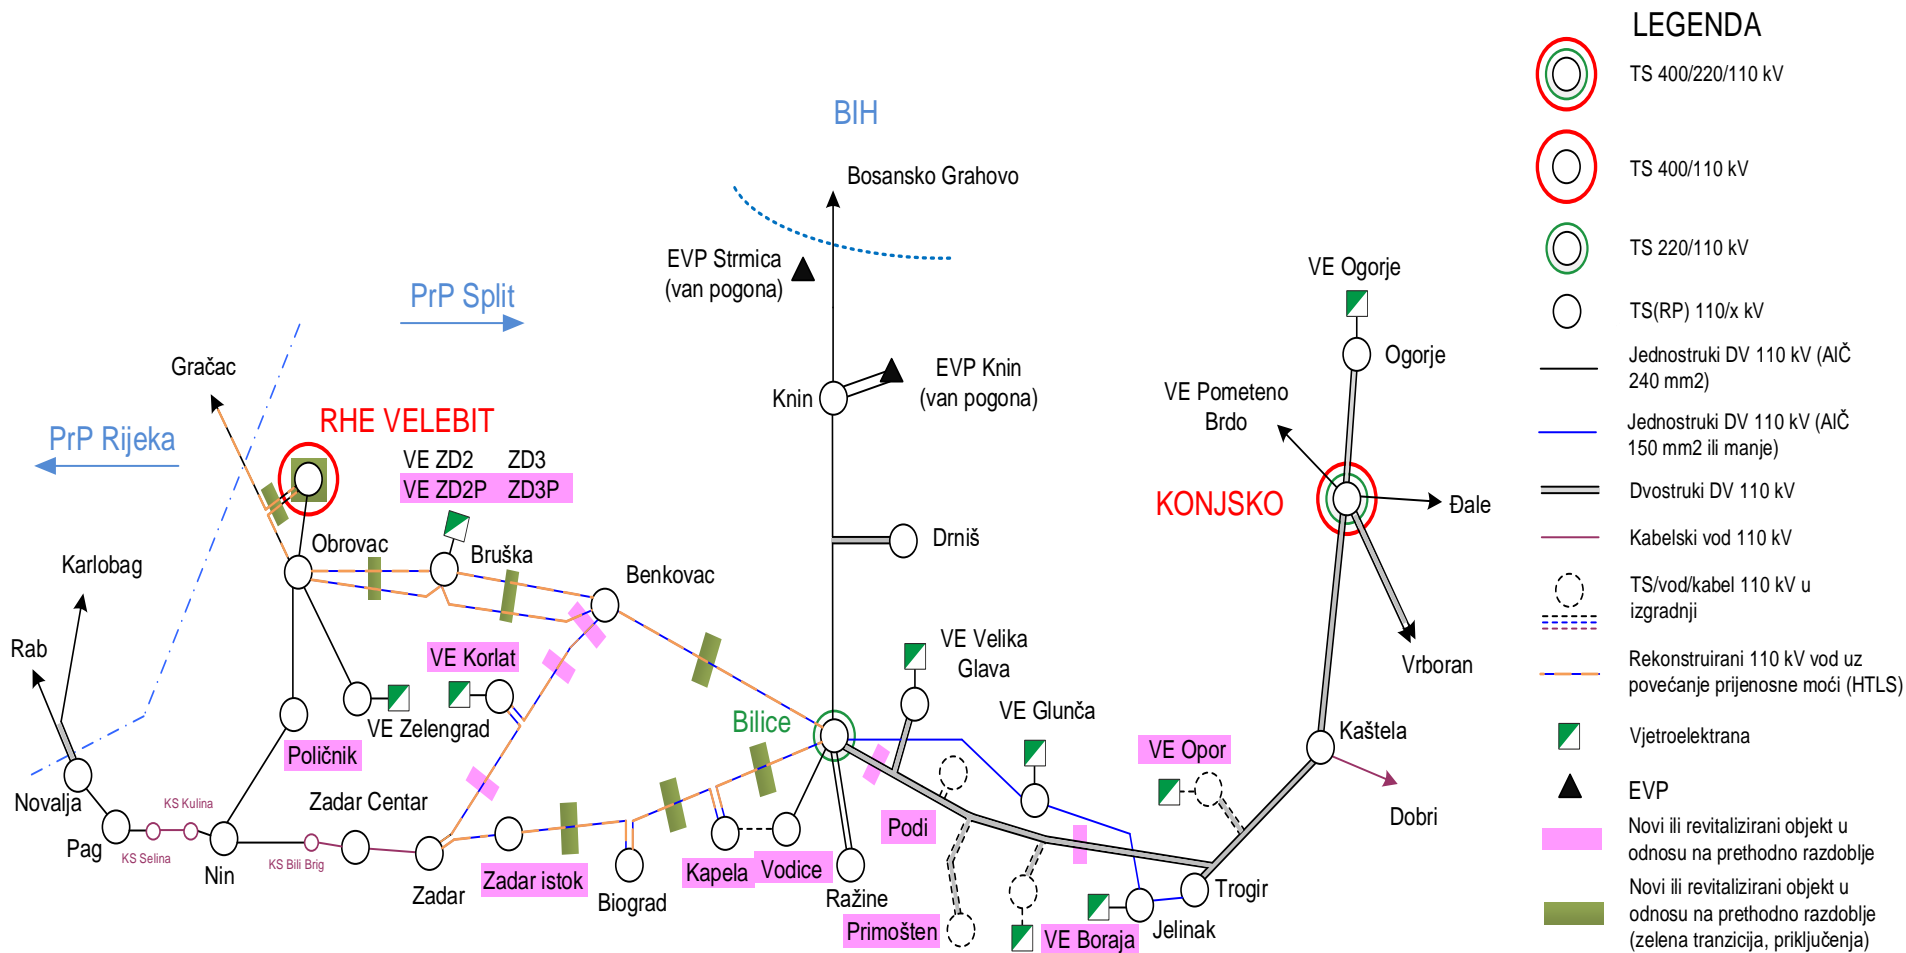 LEGENDA
TS 400/220/110 kV
TS 400/110 kV
TS 220/110 kV
TS(RP) 110/x kV
Jednostruki DV 110 kV (AlČ
240 mm2)
Jednostruki DV 110 kV (AlČ
150 mm2 ili manje)
Dvostruki DV 110 kV
Kabelski vod 110 kV
TS/vod/kabel 110 kV u
izgradnji
Rekonstruirani 110 kV vod uz
povećanje prijenosne moći (HTLS)
Vjetroelektrana
EVP
Novi ili revitalizirani objekt u
odnosu na prethodno razdoblje
Novi ili revitalizirani objekt u
odnosu na prethodno razdoblje
(zelena tranzicija, priključenja)
BIH
Bosansko Grahovo
EVP Strmica
(van pogona)
PrP Split
Gračac
PrP Rijeka
RHE VELEBIT
VE ZD2 ZD3
VE ZD2P ZD3P
Knin
EVP Knin
(van pogona)
VE Ogorje
Ogorje
VE Pometeno
Brdo
KONJSKO
Đale
Vrboran
Drniš
Karlobag
Rab
Obrovac
Bruška
Benkovac
VE Korlat
VE Zelengrad
Poličnik
Bilice
VE Velika
Glava
VE Glunča
VE Opor
Kaštela
Dobri
Novalja
Pag
KS Kulina
KS Selina
Nin
KS Bili Brig
Zadar Centar
Zadar
Zadar istok
Biograd
Kapela
Vodice
Ražine
Podi
Primošten
VE Boraja
Jelinak
Trogir